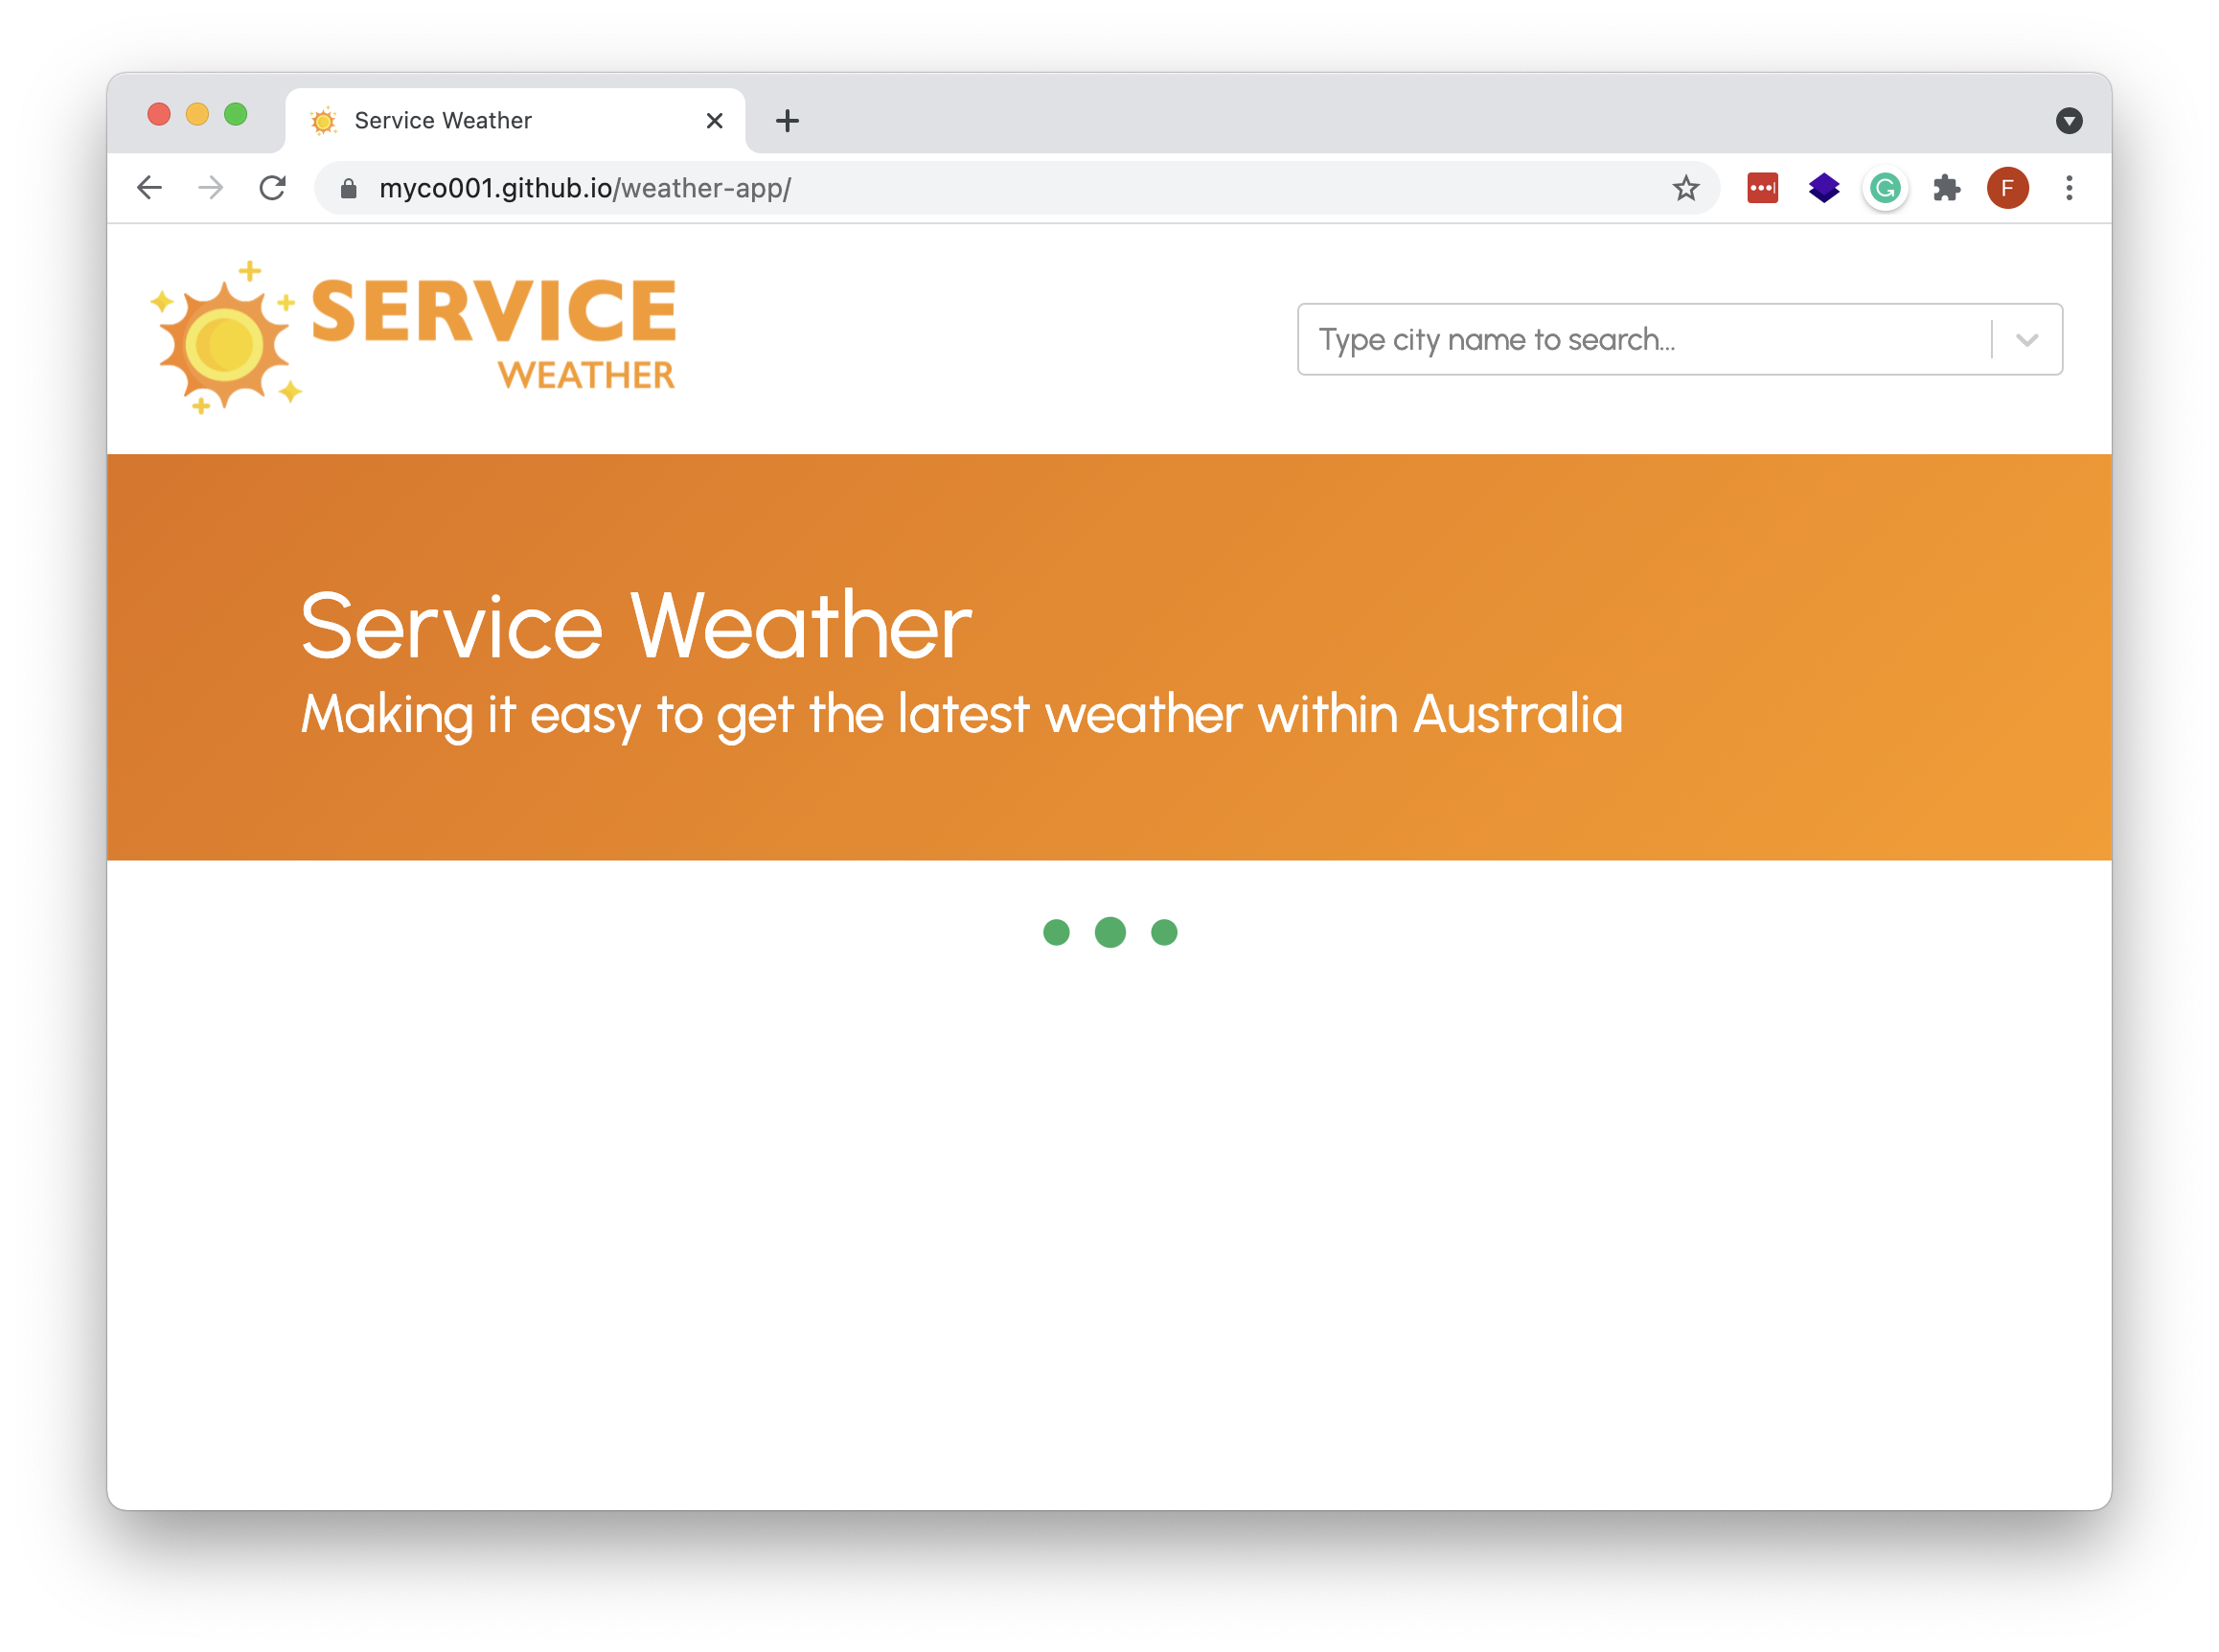 Service Weather
myco001.github.io/weather-app/
F
SERVICE
WEATHER
Type city name to search...
Service Weather
Making it easy to get the latest weather within Australia